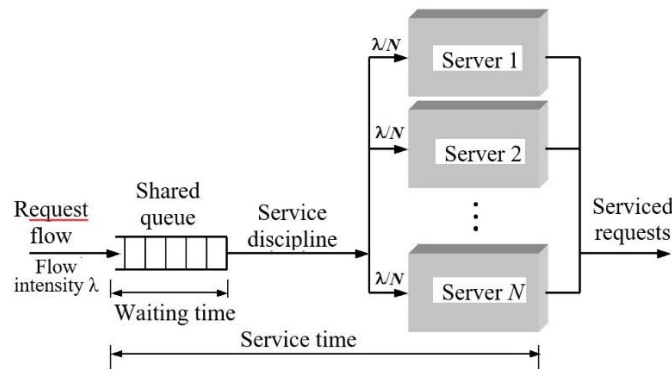 Request
flow
Flow
intensity λ
Shared
queue
Waiting time
Service
discipline
Service time
λ/N
Server 1
λ/N
Server 2
λ/N
Server N
Serviced
requests